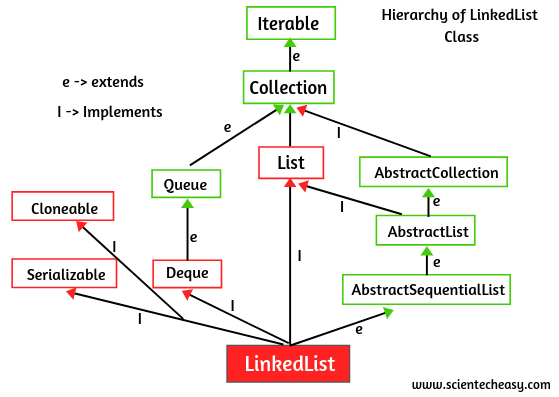 Iterable
Hierarchy of LinkedList
Class
e
e -> extends
I -> Implements
Collection
e
I
List
AbstractCollection
Queue
e
Cloneable
I
AbstractList
I
e
I
e
Serializable
Deque
AbstractSequentialList
I
I
e
LinkedList
www.scientecheasy.com